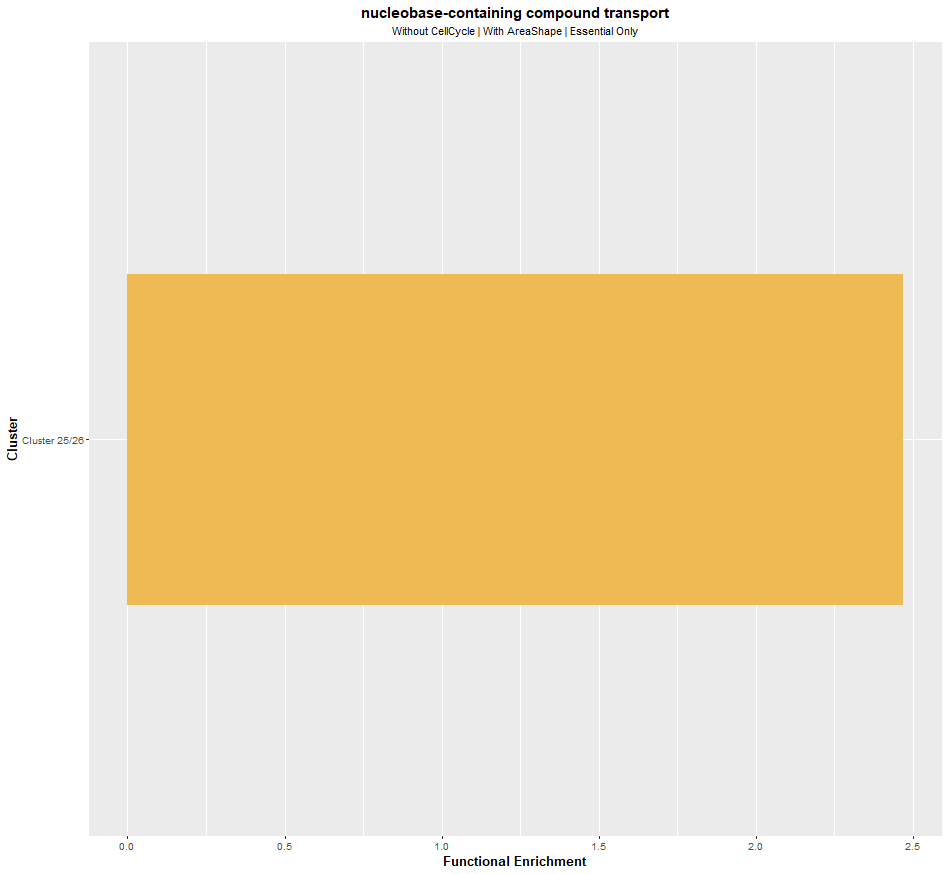 nucleobase-containing compound transport
Without CellCycle | With AreaShape | Essential Only
Cluster
Cluster 25/26
0.0 0.5 1.0 1.5 2.0 2.5
Functional Enrichment